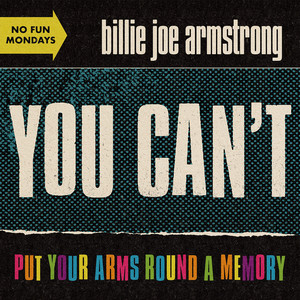 NO FUN
MONDAYS
billie joe armstrong
YOU CAN'T
PUT YOUR ARMS ROUND A MEMORY